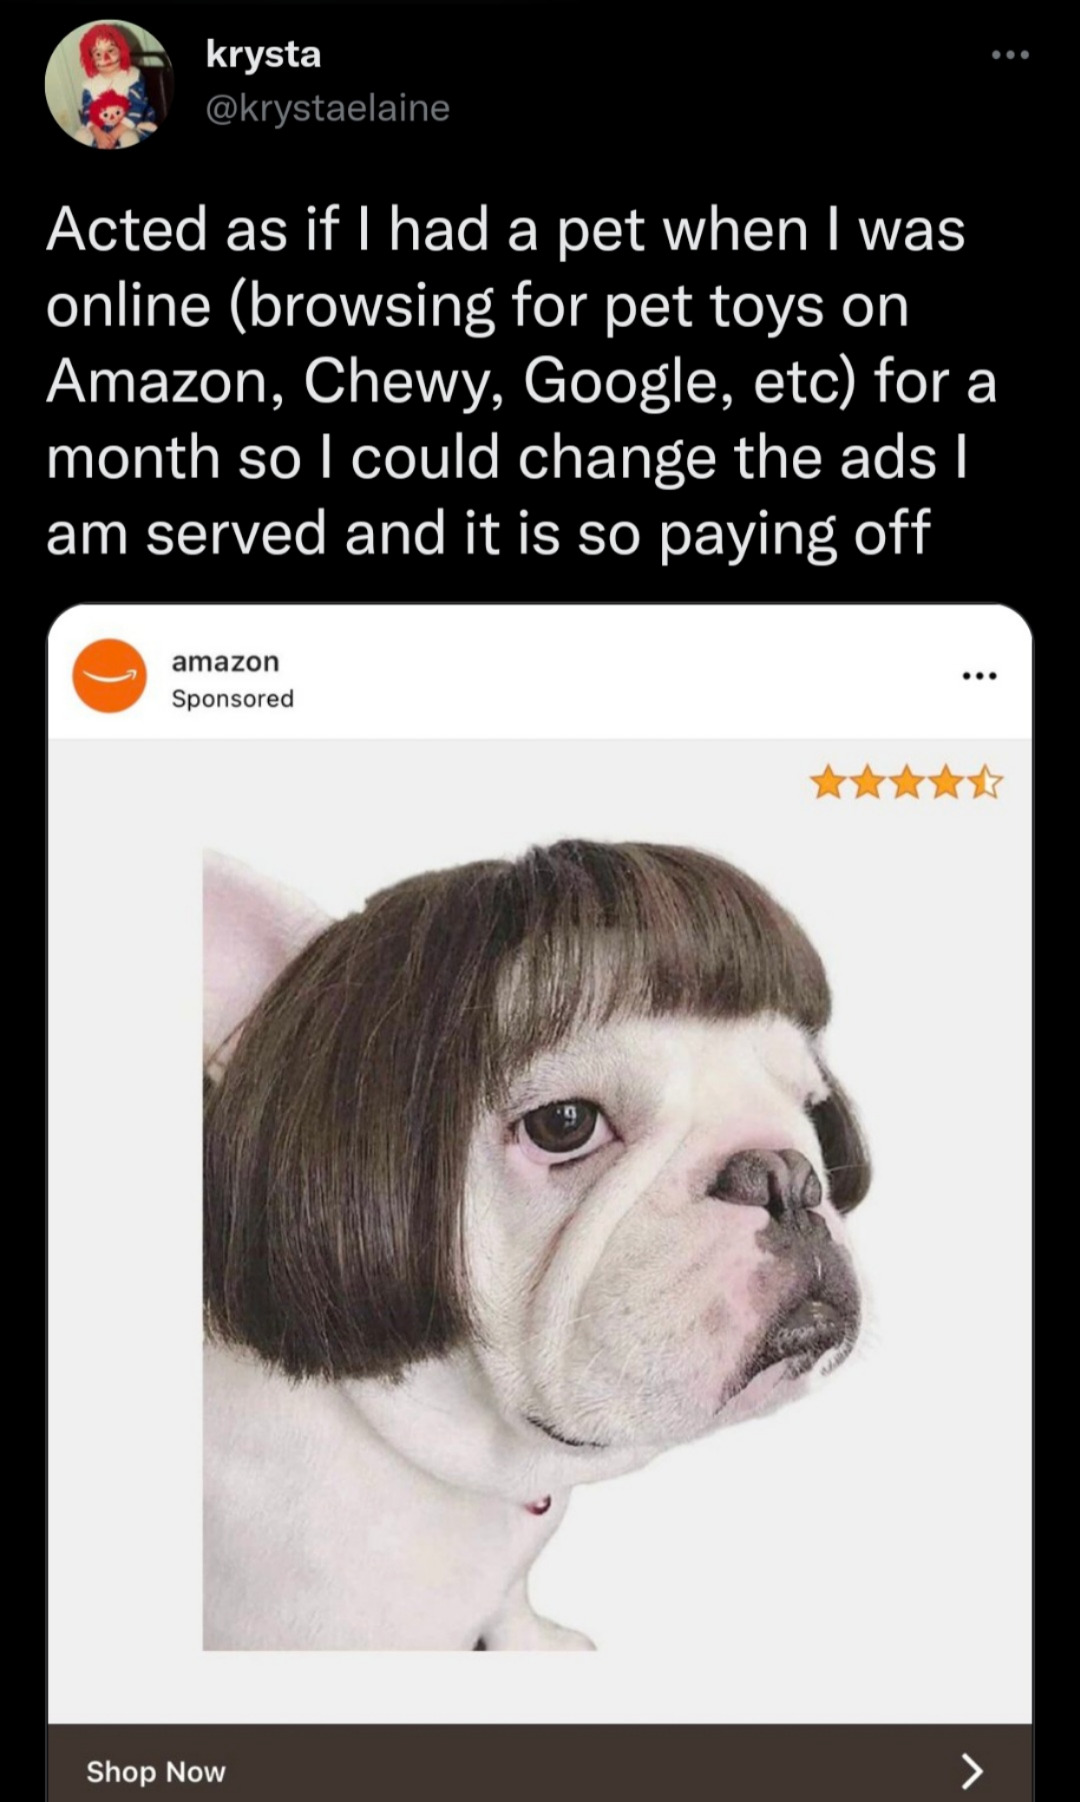 krysta
@krystaelaine
Acted as if I had a pet when I was
online (browsing for pet toys on
Amazon, Chewy, Google, etc) for a
month so I could change the ads I
am served and it is so paying off
amazon
Sponsored
Shop Now